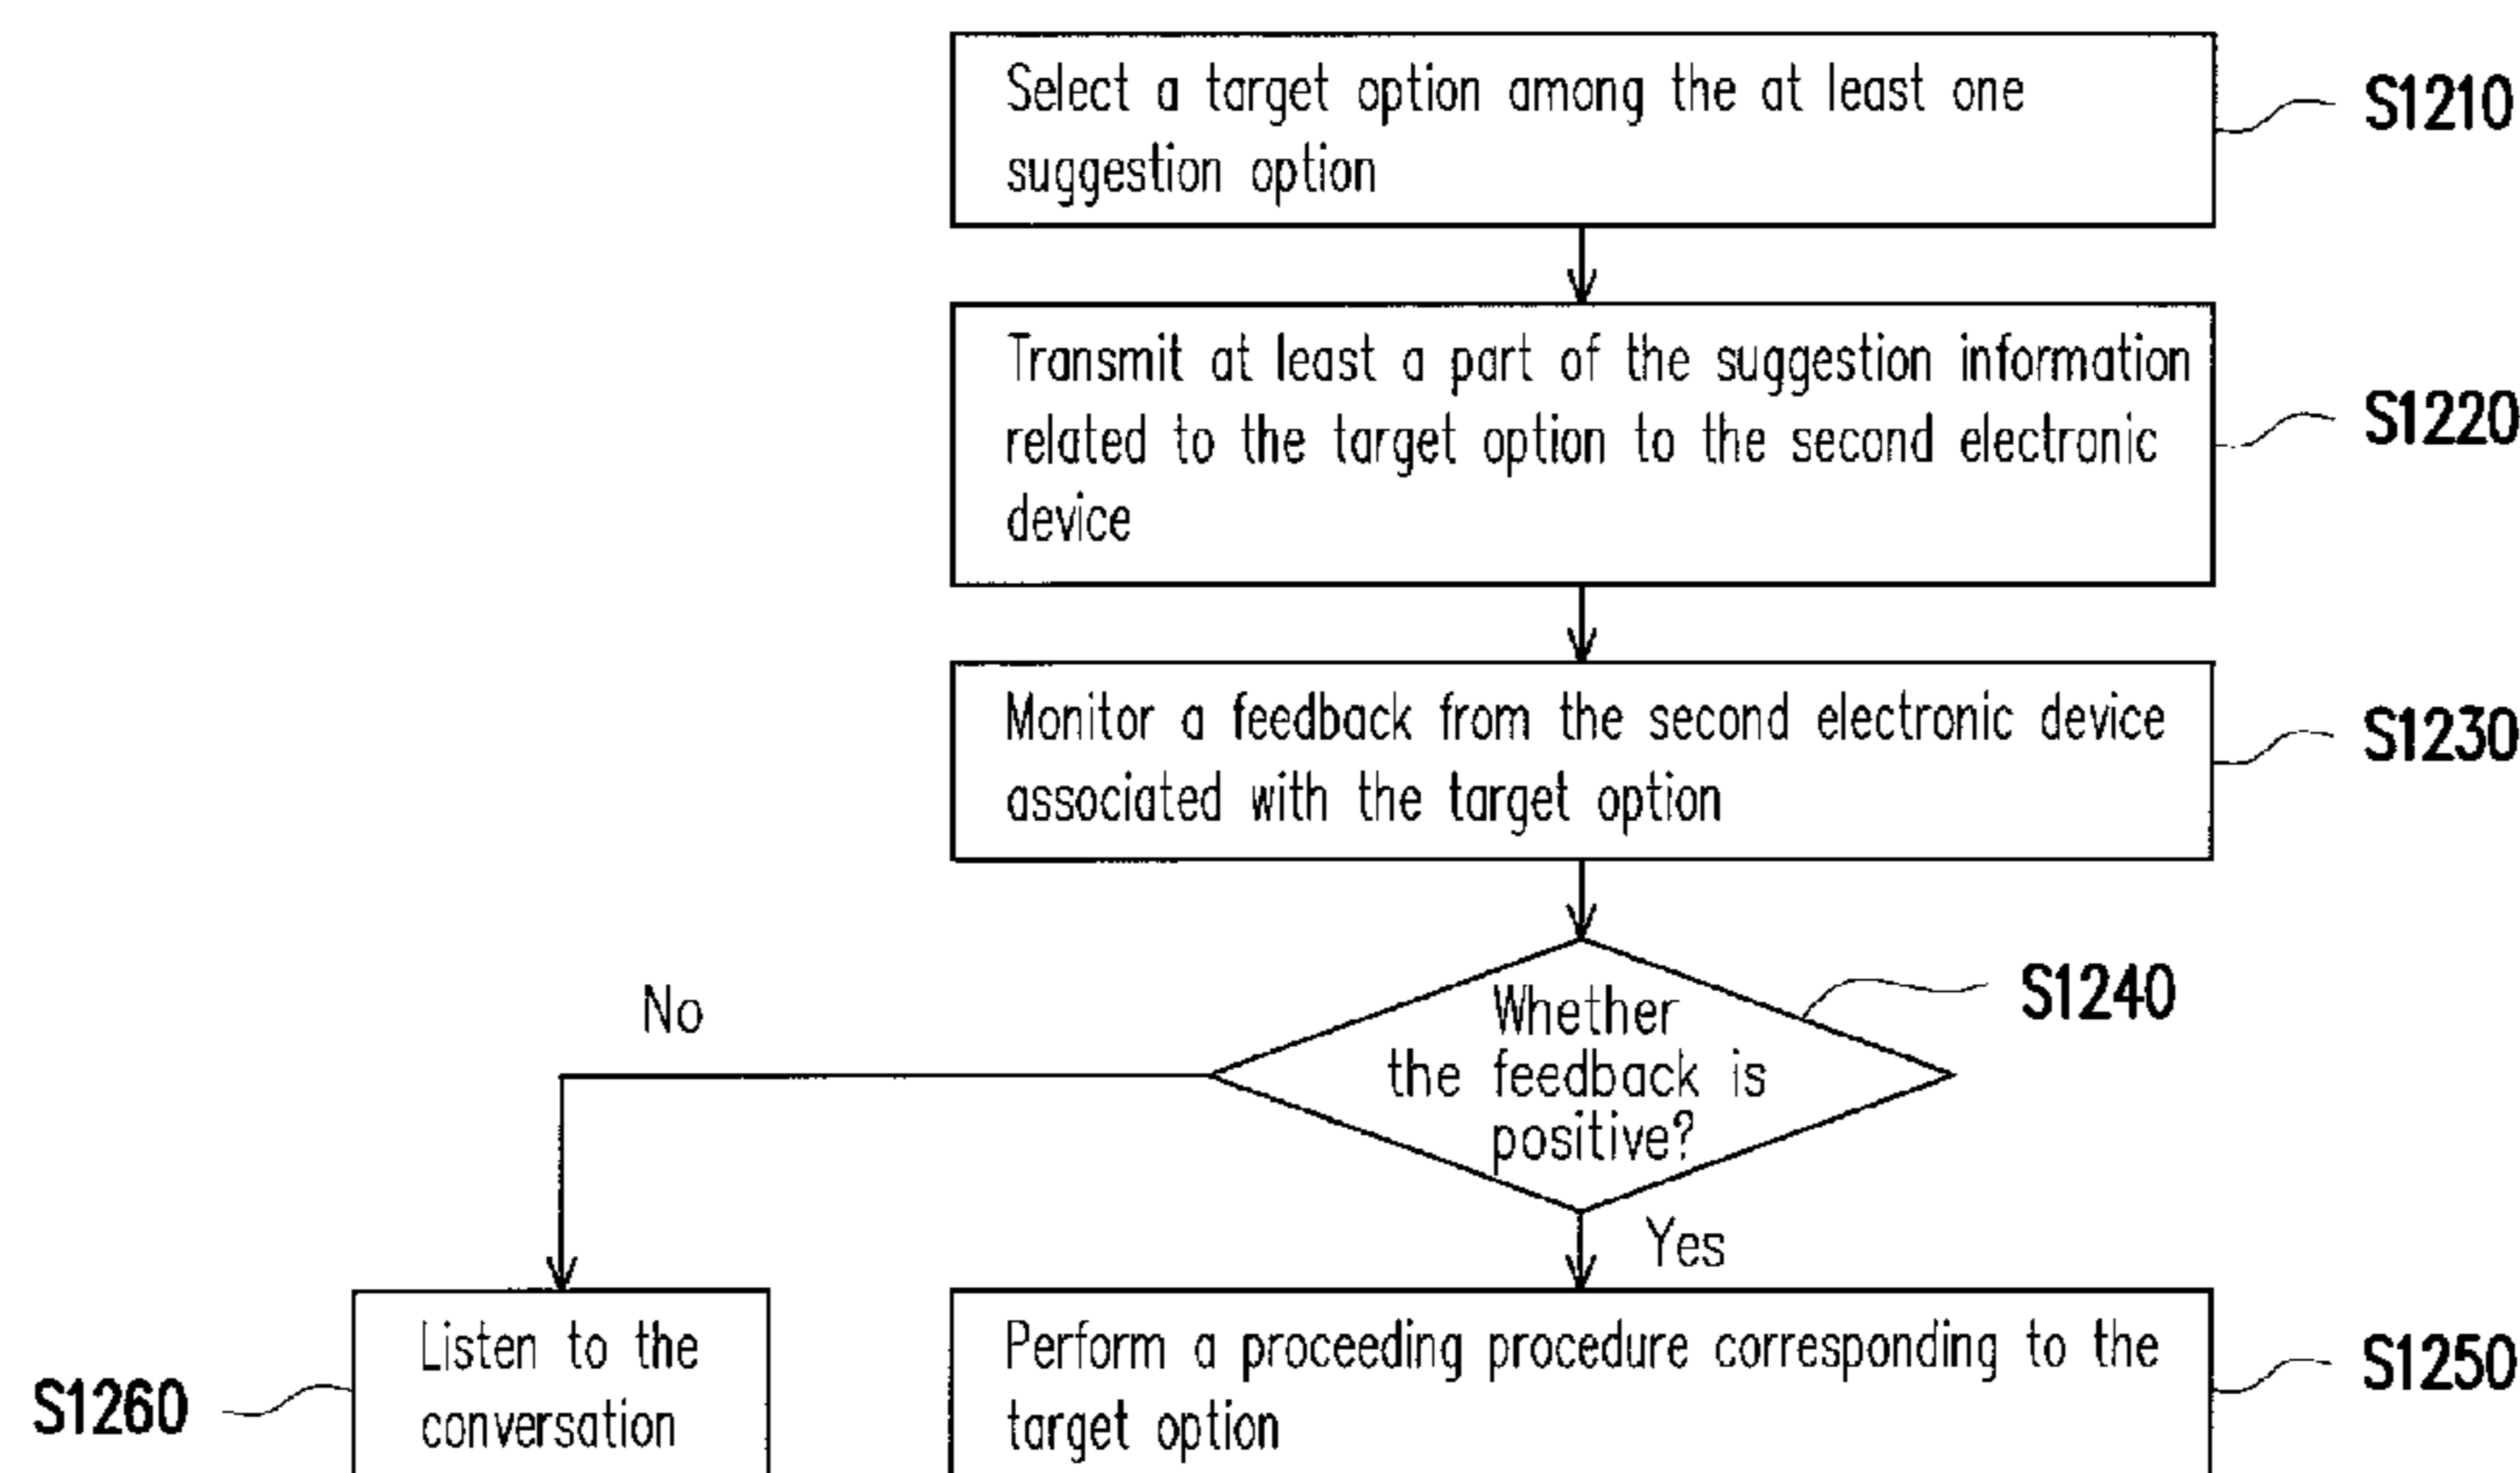 Select a target option among the at least one
suggestion option
S1210
Transmit at least a part of the suggestion information
related to the target option to the second electronic
device
S1220
Monitor a feedback from the second electronic device
associated with the target option
S1230
Whether
the feedback is
positive?
S1240
No
Yes
Listen to the
conversation
S1260
Perform a proceeding procedure corresponding to the
target option
S1250